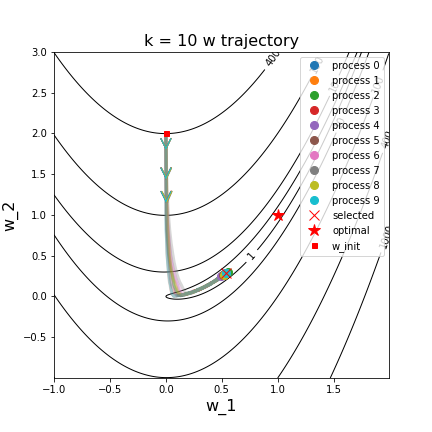 k = 10 w trajectory
3.0
2.5
2.0
1.5
1.0
0.5
0.0
−0.5
w_2
400
1
process 0
process 1
process 2
process 3
process 4
process 5
process 6
process 7
process 8
process 9
selected
optimal
w_init
−1.0 −0.5 0.0 0.5 1.0 1.5
w_1